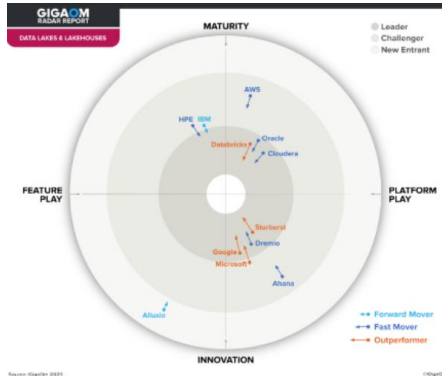 GIGAOM
RADAR REPORT
DATA LAKES & LAKEHOUSES
MATURITY
Leader
Challenger
New Entrant
AWS
HPE
IBM
Oracle
Databricks
Cloudera
FEATURE
PLAY
PLATFORM
PLAY
Starburst
Dremio
Google
Microsoft
Ahana
Alluxio
Forward Mover
Fast Mover
Outperformer
INNOVATION